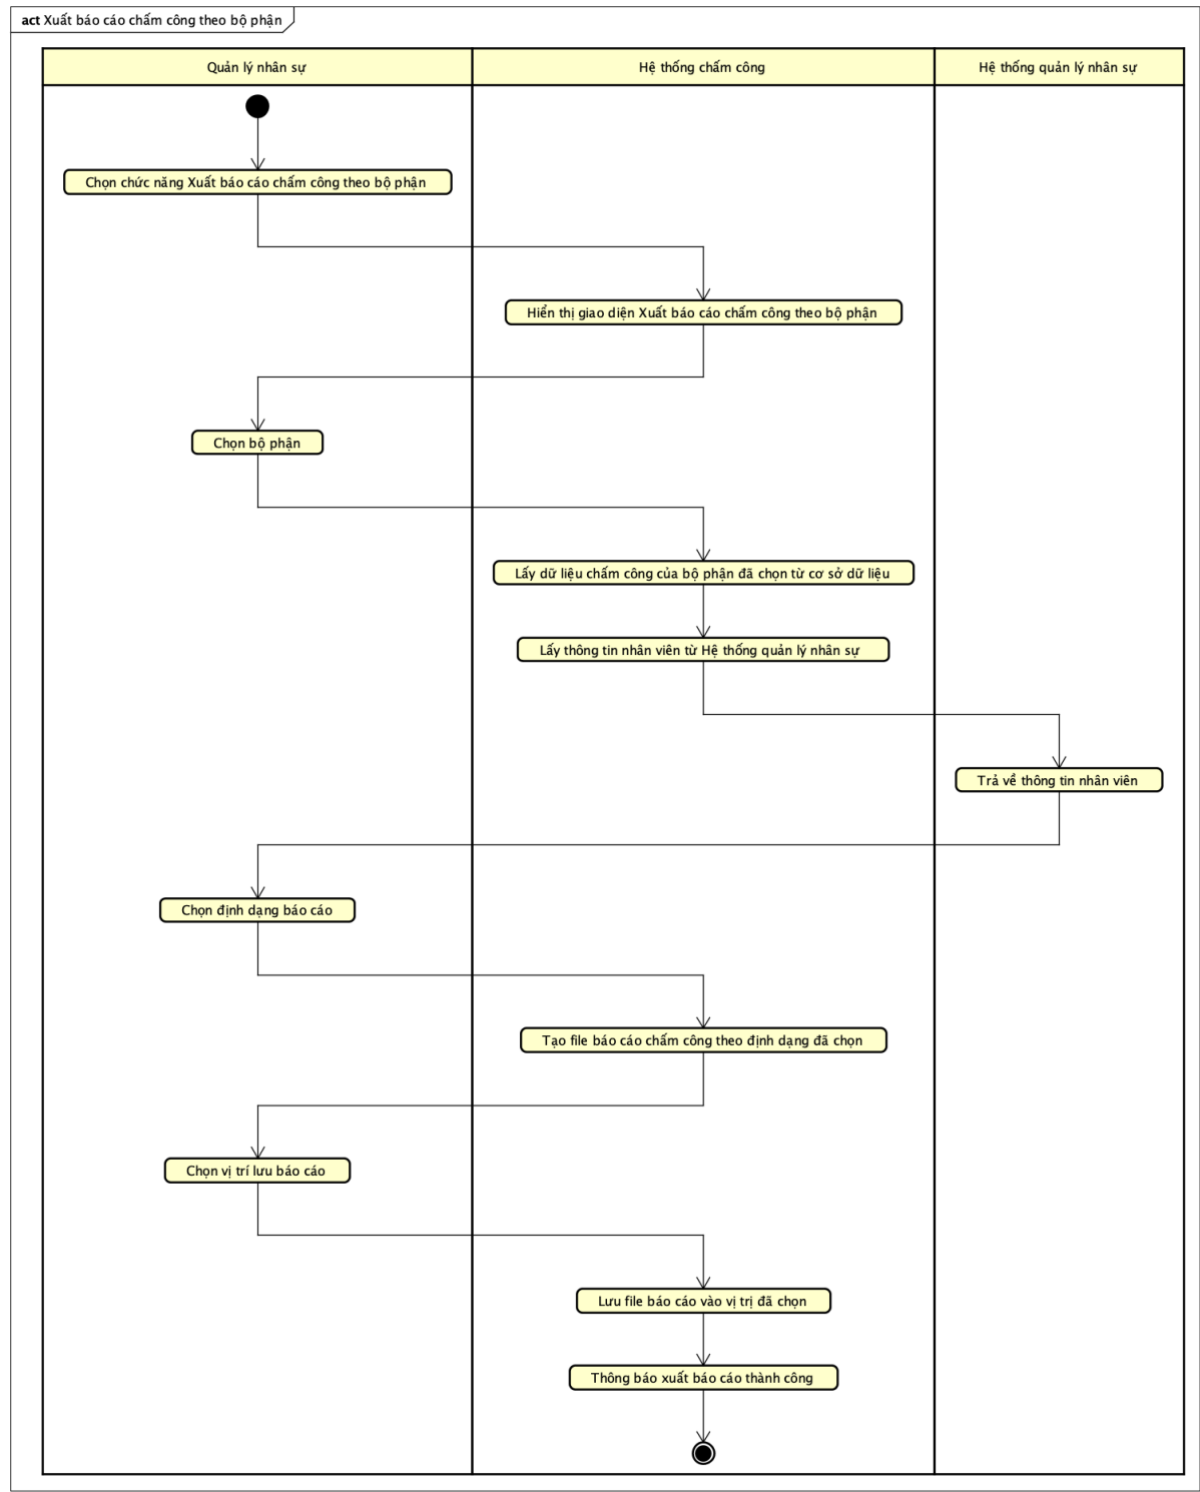 act Xuất báo cáo chấm công theo bộ phận
Quản lý nhân sự
Hệ thống chấm công
Hệ thống quản lý nhân sự
Chọn chức năng Xuất báo cáo chấm công theo bộ phận
Hiển thị giao diện Xuất báo cáo chấm công theo bộ phận
Chọn bộ phận
Lấy dữ liệu chấm công của bộ phận đã chọn từ cơ sở dữ liệu
Lấy thông tin nhân viên từ Hệ thống quản lý nhân sự
Trả về thông tin nhân viên
Chọn định dạng báo cáo
Tạo file báo cáo chấm công theo định dạng đã chọn
Chọn vị trí lưu báo cáo
Lưu file báo cáo vào vị trị đã chọn
Thông báo xuất báo cáo thành công